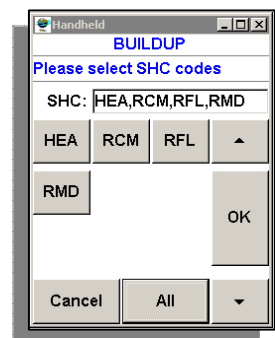 Handheld
BUILDUP
Please select SHC codes
SHC: HEA,RCM,RFL,RMD
HEA RCM RFL
RMD
OK
Cancel All